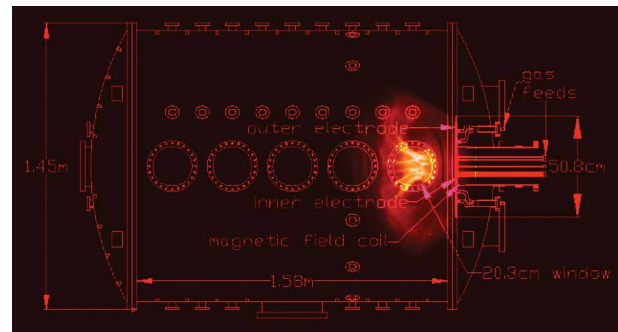 gas
feeds
outer electrode
1.45m
50.8cm
inner electrode
magnetic field coil
20.3cm window
1.58m